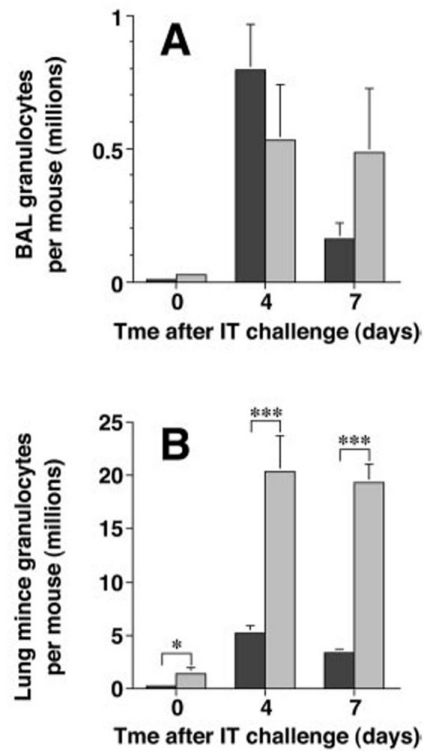 A
1
0.5
0
BAL granulocytes
per mouse (millions)
0 4 7
Tme after IT challenge (days)
B
25
20
15
10
5
0
Lung mince granulocytes
per mouse (millions)
*
***
***
0 4 7
Tme after IT challenge (days)